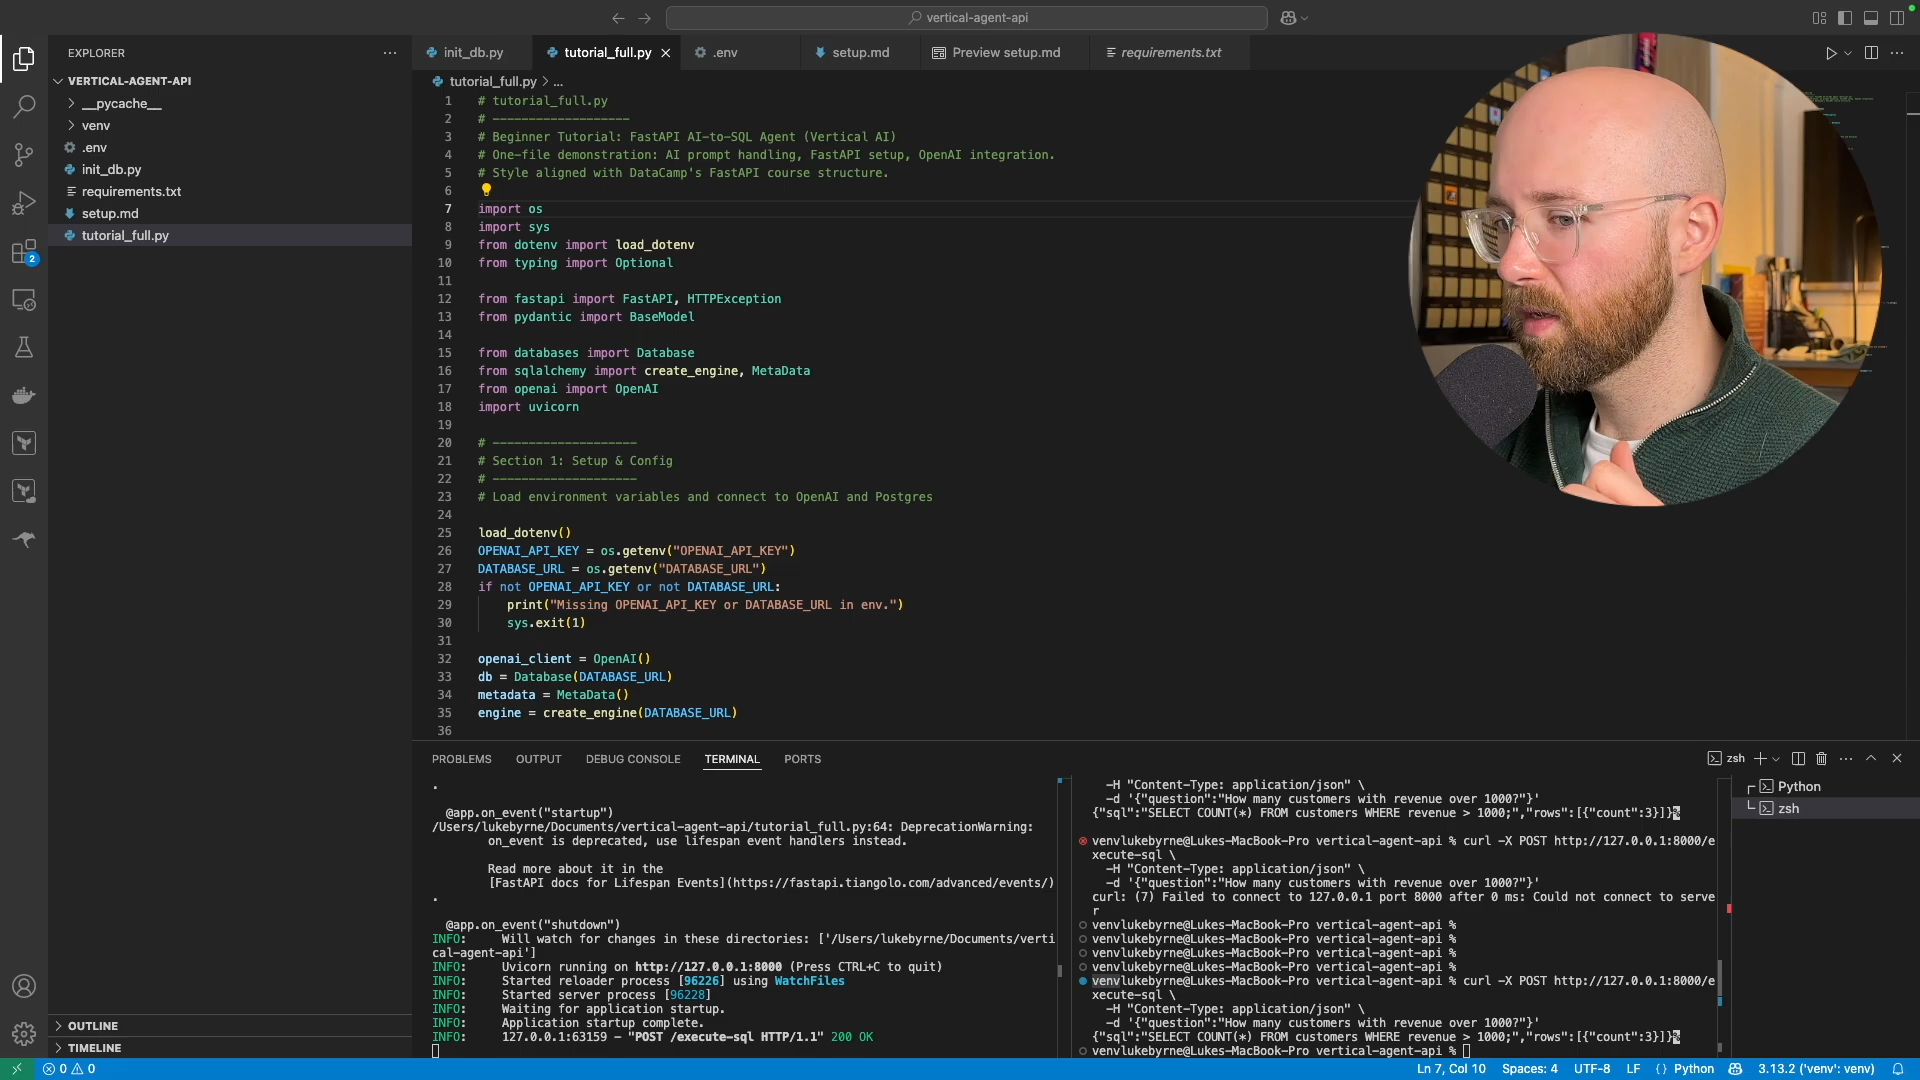 vertical-agent-api
EXPLORER
VERTICAL-AGENT-API
__pycache__
venv
.env
init_db.py
requirements.txt
setup.md
tutorial_full.py
OUTLINE
TIMELINE
2
init_db.py
tutorial_full.py
.env
setup.md
Preview setup.md
requirements.txt
tutorial_full.py > ...
1 # tutorial_full.py
2 # -------------------
3 # Beginner Tutorial: FastAPI AI-to-SQL Agent (Vertical AI)
4 # One-file demonstration: AI prompt handling, FastAPI setup, OpenAI integration.
5 # Style aligned with DataCamp's FastAPI course structure.
6
7 import os
8 import sys
9 from dotenv import load_dotenv
10 from typing import Optional
11
12 from fastapi import FastAPI, HTTPException
13 from pydantic import BaseModel
14
15 from databases import Database
16 from sqlalchemy import create_engine, MetaData
17 from openai import OpenAI
18 import uvicorn
19
20 # --------------------
21 # Section 1: Setup & Config
22 # --------------------
23 # Load environment variables and connect to OpenAI and Postgres
24
25 load_dotenv()
26 OPENAI_API_KEY = os.getenv("OPENAI_API_KEY")
27 DATABASE_URL = os.getenv("DATABASE_URL")
28 if not OPENAI_API_KEY or not DATABASE_URL:
29 print("Missing OPENAI_API_KEY or DATABASE_URL in env.")
30 sys.exit(1)
31
32 openai_client = OpenAI()
33 db = Database(DATABASE_URL)
34 metadata = MetaData()
35 engine = create_engine(DATABASE_URL)
36
PROBLEMS OUTPUT DEBUG CONSOLE TERMINAL PORTS
zsh
.
@app.on_event("startup")
/Users/lukebyrne/Documents/vertical-agent-api/tutorial_full.py:64: DeprecationWarning:
on_event is deprecated, use lifespan event handlers instead.
Read more about it in the
[FastAPI docs for Lifespan Events](https://fastapi.tiangolo.com/advanced/events/)
.
@app.on_event("shutdown")
INFO: Will watch for changes in these directories: ['/Users/lukebyrne/Documents/verti
cal-agent-api']
INFO: Uvicorn running on http://127.0.0.1:8000 (Press CTRL+C to quit)
INFO: Started reloader process [96226] using WatchFiles
INFO: Started server process [96228]
INFO: Waiting for application startup.
INFO: Application startup complete.
INFO: 127.0.0.1:63159 - "POST /execute-sql HTTP/1.1" 200 OK
-H "Content-Type: application/json" \
-d '{"question":"How many customers with revenue over 1000?"}'
{"sql":"SELECT COUNT(*) FROM customers WHERE revenue > 1000;","rows":[{"count":3}]}%
venvlukebyrne@Lukes-MacBook-Pro vertical-agent-api % curl -X POST http://127.0.0.1:8000/e
xecute-sql \
-H "Content-Type: application/json" \
-d '{"question":"How many customers with revenue over 1000?"}'
curl: (7) Failed to connect to 127.0.0.1 port 8000 after 0 ms: Could not connect to serve
r
venvlukebyrne@Lukes-MacBook-Pro vertical-agent-api %
venvlukebyrne@Lukes-MacBook-Pro vertical-agent-api %
venvlukebyrne@Lukes-MacBook-Pro vertical-agent-api %
venvlukebyrne@Lukes-MacBook-Pro vertical-agent-api %
venvlukebyrne@Lukes-MacBook-Pro vertical-agent-api % curl -X POST http://127.0.0.1:8000/e
xecute-sql \
-H "Content-Type: application/json" \
-d '{"question":"How many customers with revenue over 1000?"}'
{"sql":"SELECT COUNT(*) FROM customers WHERE revenue > 1000;","rows":[{"count":3}]}%
venvlukebyrne@Lukes-MacBook-Pro vertical-agent-api %
Python
zsh
0 0
Ln 7, Col 10 Spaces: 4 UTF-8 LF {} Python 3.13.2 ('venv': venv)